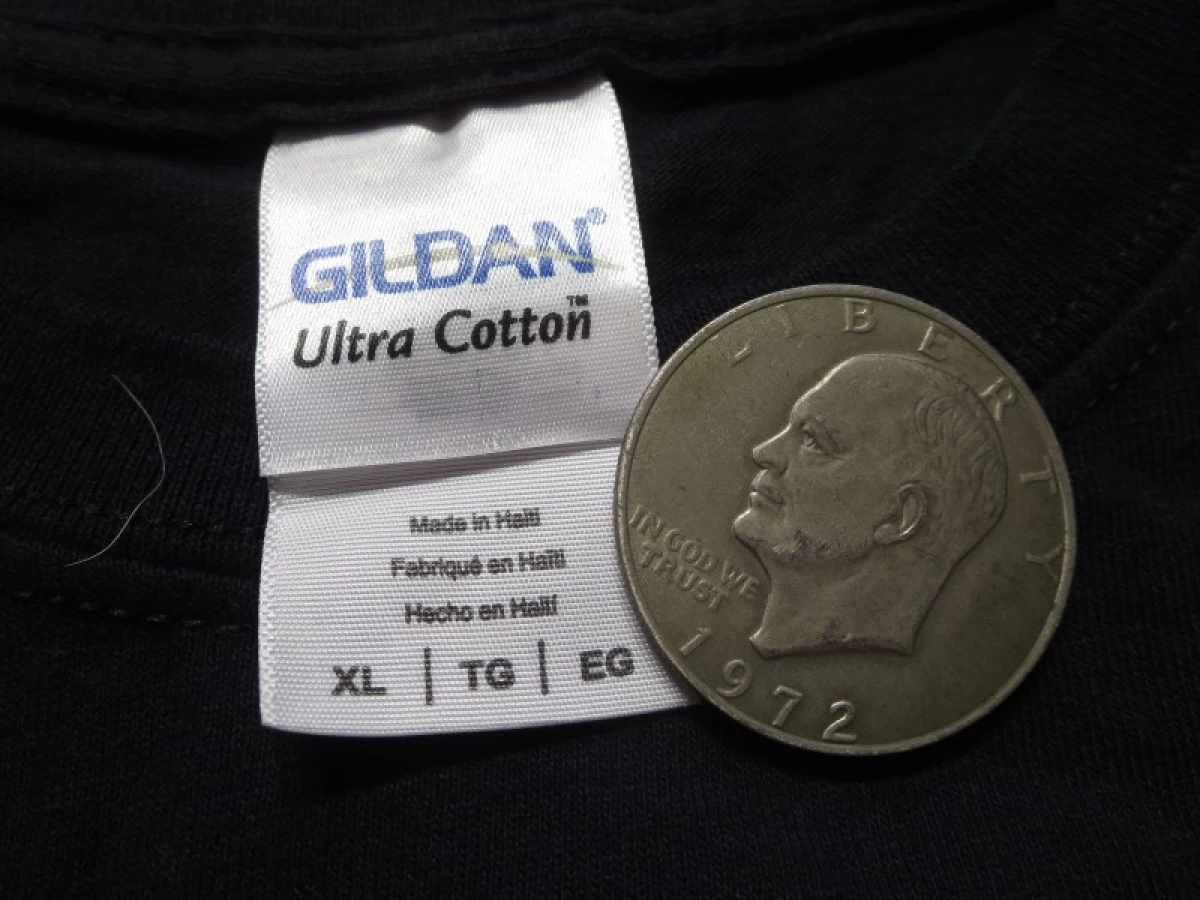 GILDAN®
Ultra Cotton™
Made in Haiti
Fabriqué en Haïti
Hecho en Haití
XL | TG | EG
LIBERTY
IN GOD WE
TRUST
1972